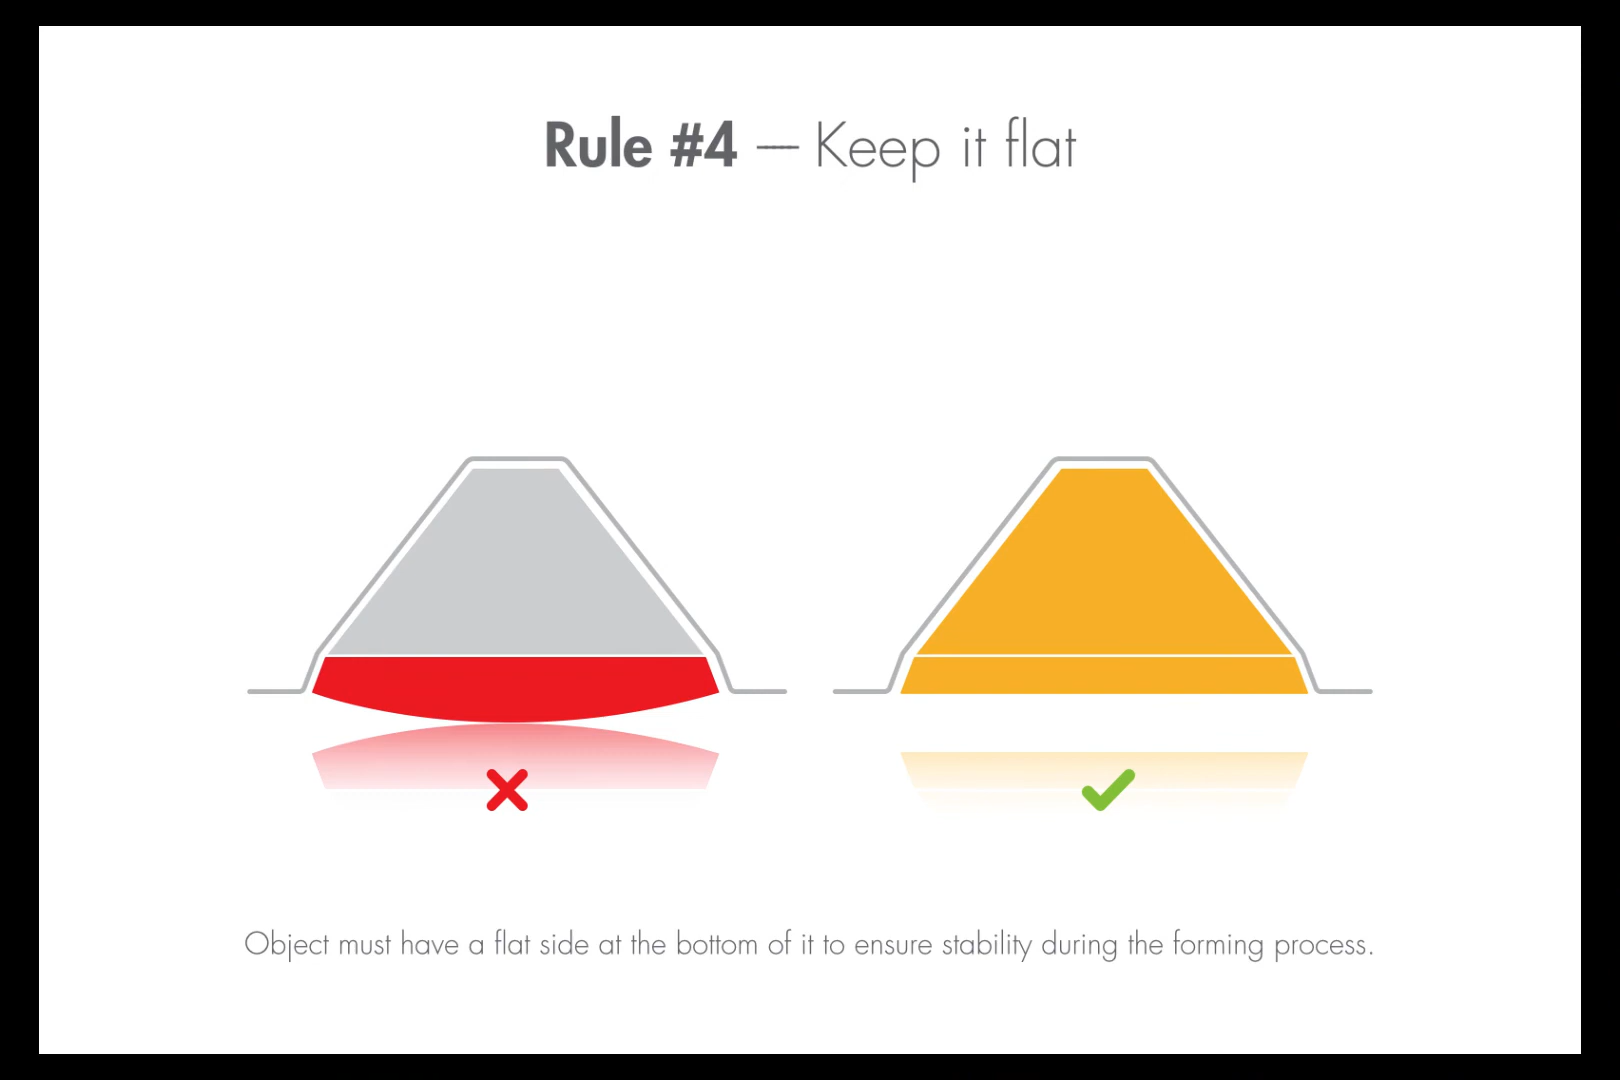 Rule #4 — Keep it flat
Object must have a flat side at the bottom of it to ensure stability during the forming process.